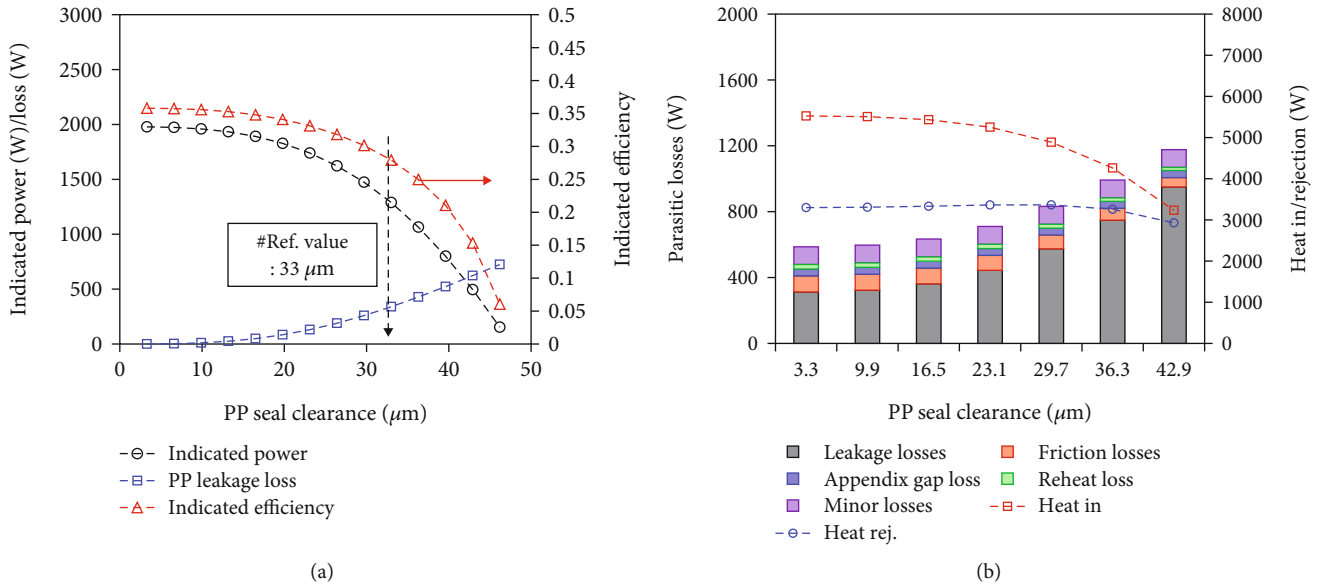 3000
2500
2000
1500
1000
500
0
Indicated power (W)/loss (W)
0.5
0.45
0.4
0.35
0.3
0.25
0.2
0.15
0.1
0.05
0
Indicated efficiency
#Ref. value
: 33 μm
0 10 20 30 40 50
PP seal clearance (μm)
Indicated power
PP leakage loss
Indicated efficiency
(a)
2000
1600
1200
800
400
0
Parasitic losses (W)
8000
7000
6000
5000
4000
3000
2000
1000
0
Heat in/rejection (W)
3.3 9.9 16.5 23.1 29.7 36.3 42.9
PP seal clearance (μm)
Leakage losses Friction losses
Appendix gap loss Reheat loss
Minor losses Heat in
Heat rej.
(b)